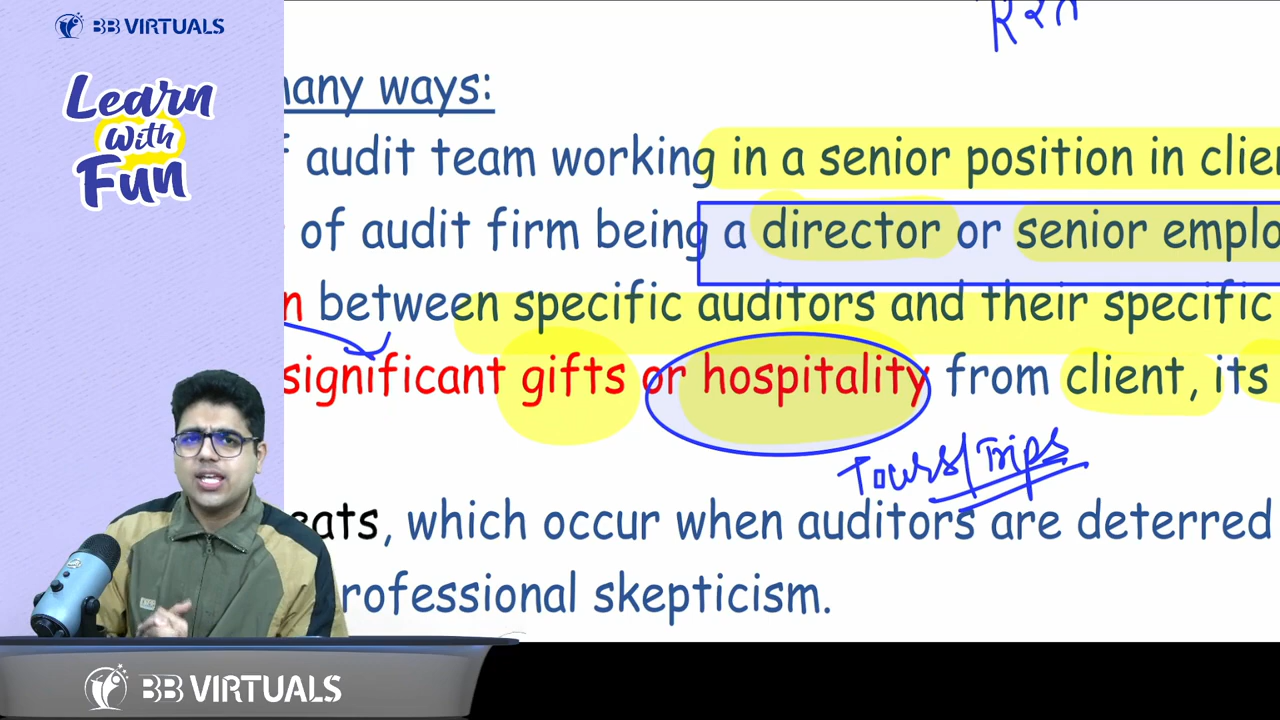 BB VIRTUALS
Learn
With
Fun
many ways:
f audit team working in a senior position in clien
of audit firm being a director or senior emplo
n between specific auditors and their specific
significant gifts or hospitality from client, its
Tours/Trips
eats, which occur when auditors are deterred
rofessional skepticism.
BB VIRTUALS